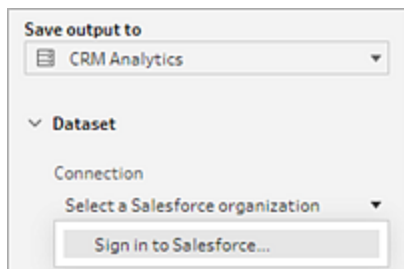 Save output to
CRM Analytics
Dataset
Connection
Select a Salesforce organization
Sign in to Salesforce...